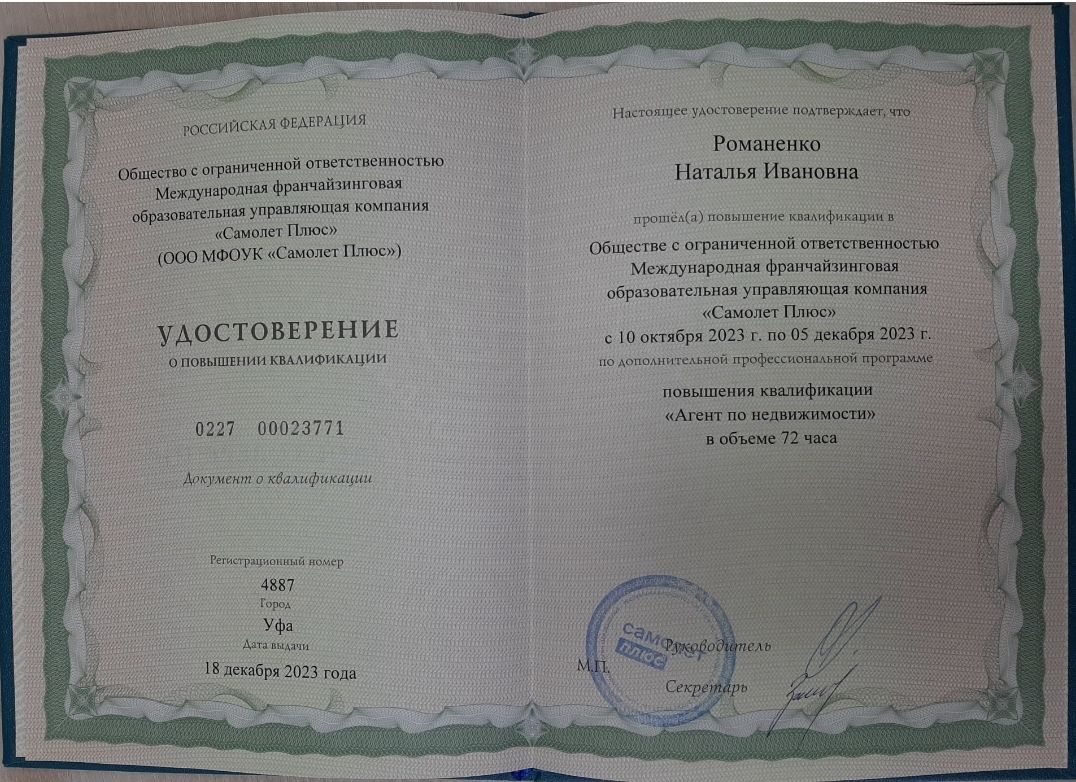 РОССИЙСКАЯ ФЕДЕРАЦИЯ
Общество с ограниченной ответственностью
Международная франчайзинговая
образовательная управляющая компания
«Самолет Плюс»
(ООО МФОУК «Самолет Плюс»)
УДОСТОВЕРЕНИЕ
О ПОВЫШЕНИИ КВАЛИФИКАЦИИ
0227 00023771
Документ о квалификации
Регистрационный номер
4887
Город
Уфа
Дата выдачи
18 декабря 2023 года
Настоящее удостоверение подтверждает, что
Романенко
Наталья Ивановна
прошёл(а) повышение квалификации в
Обществе с ограниченной ответственностью
Международная франчайзинговая
образовательная управляющая компания
«Самолет Плюс»
с 10 октября 2023 г. по 05 декабря 2023 г.
по дополнительной профессиональной программе
повышения квалификации
«Агент по недвижимости»
в объеме 72 часа
самолет
плюс
Руководитель
М.П.
Секретарь